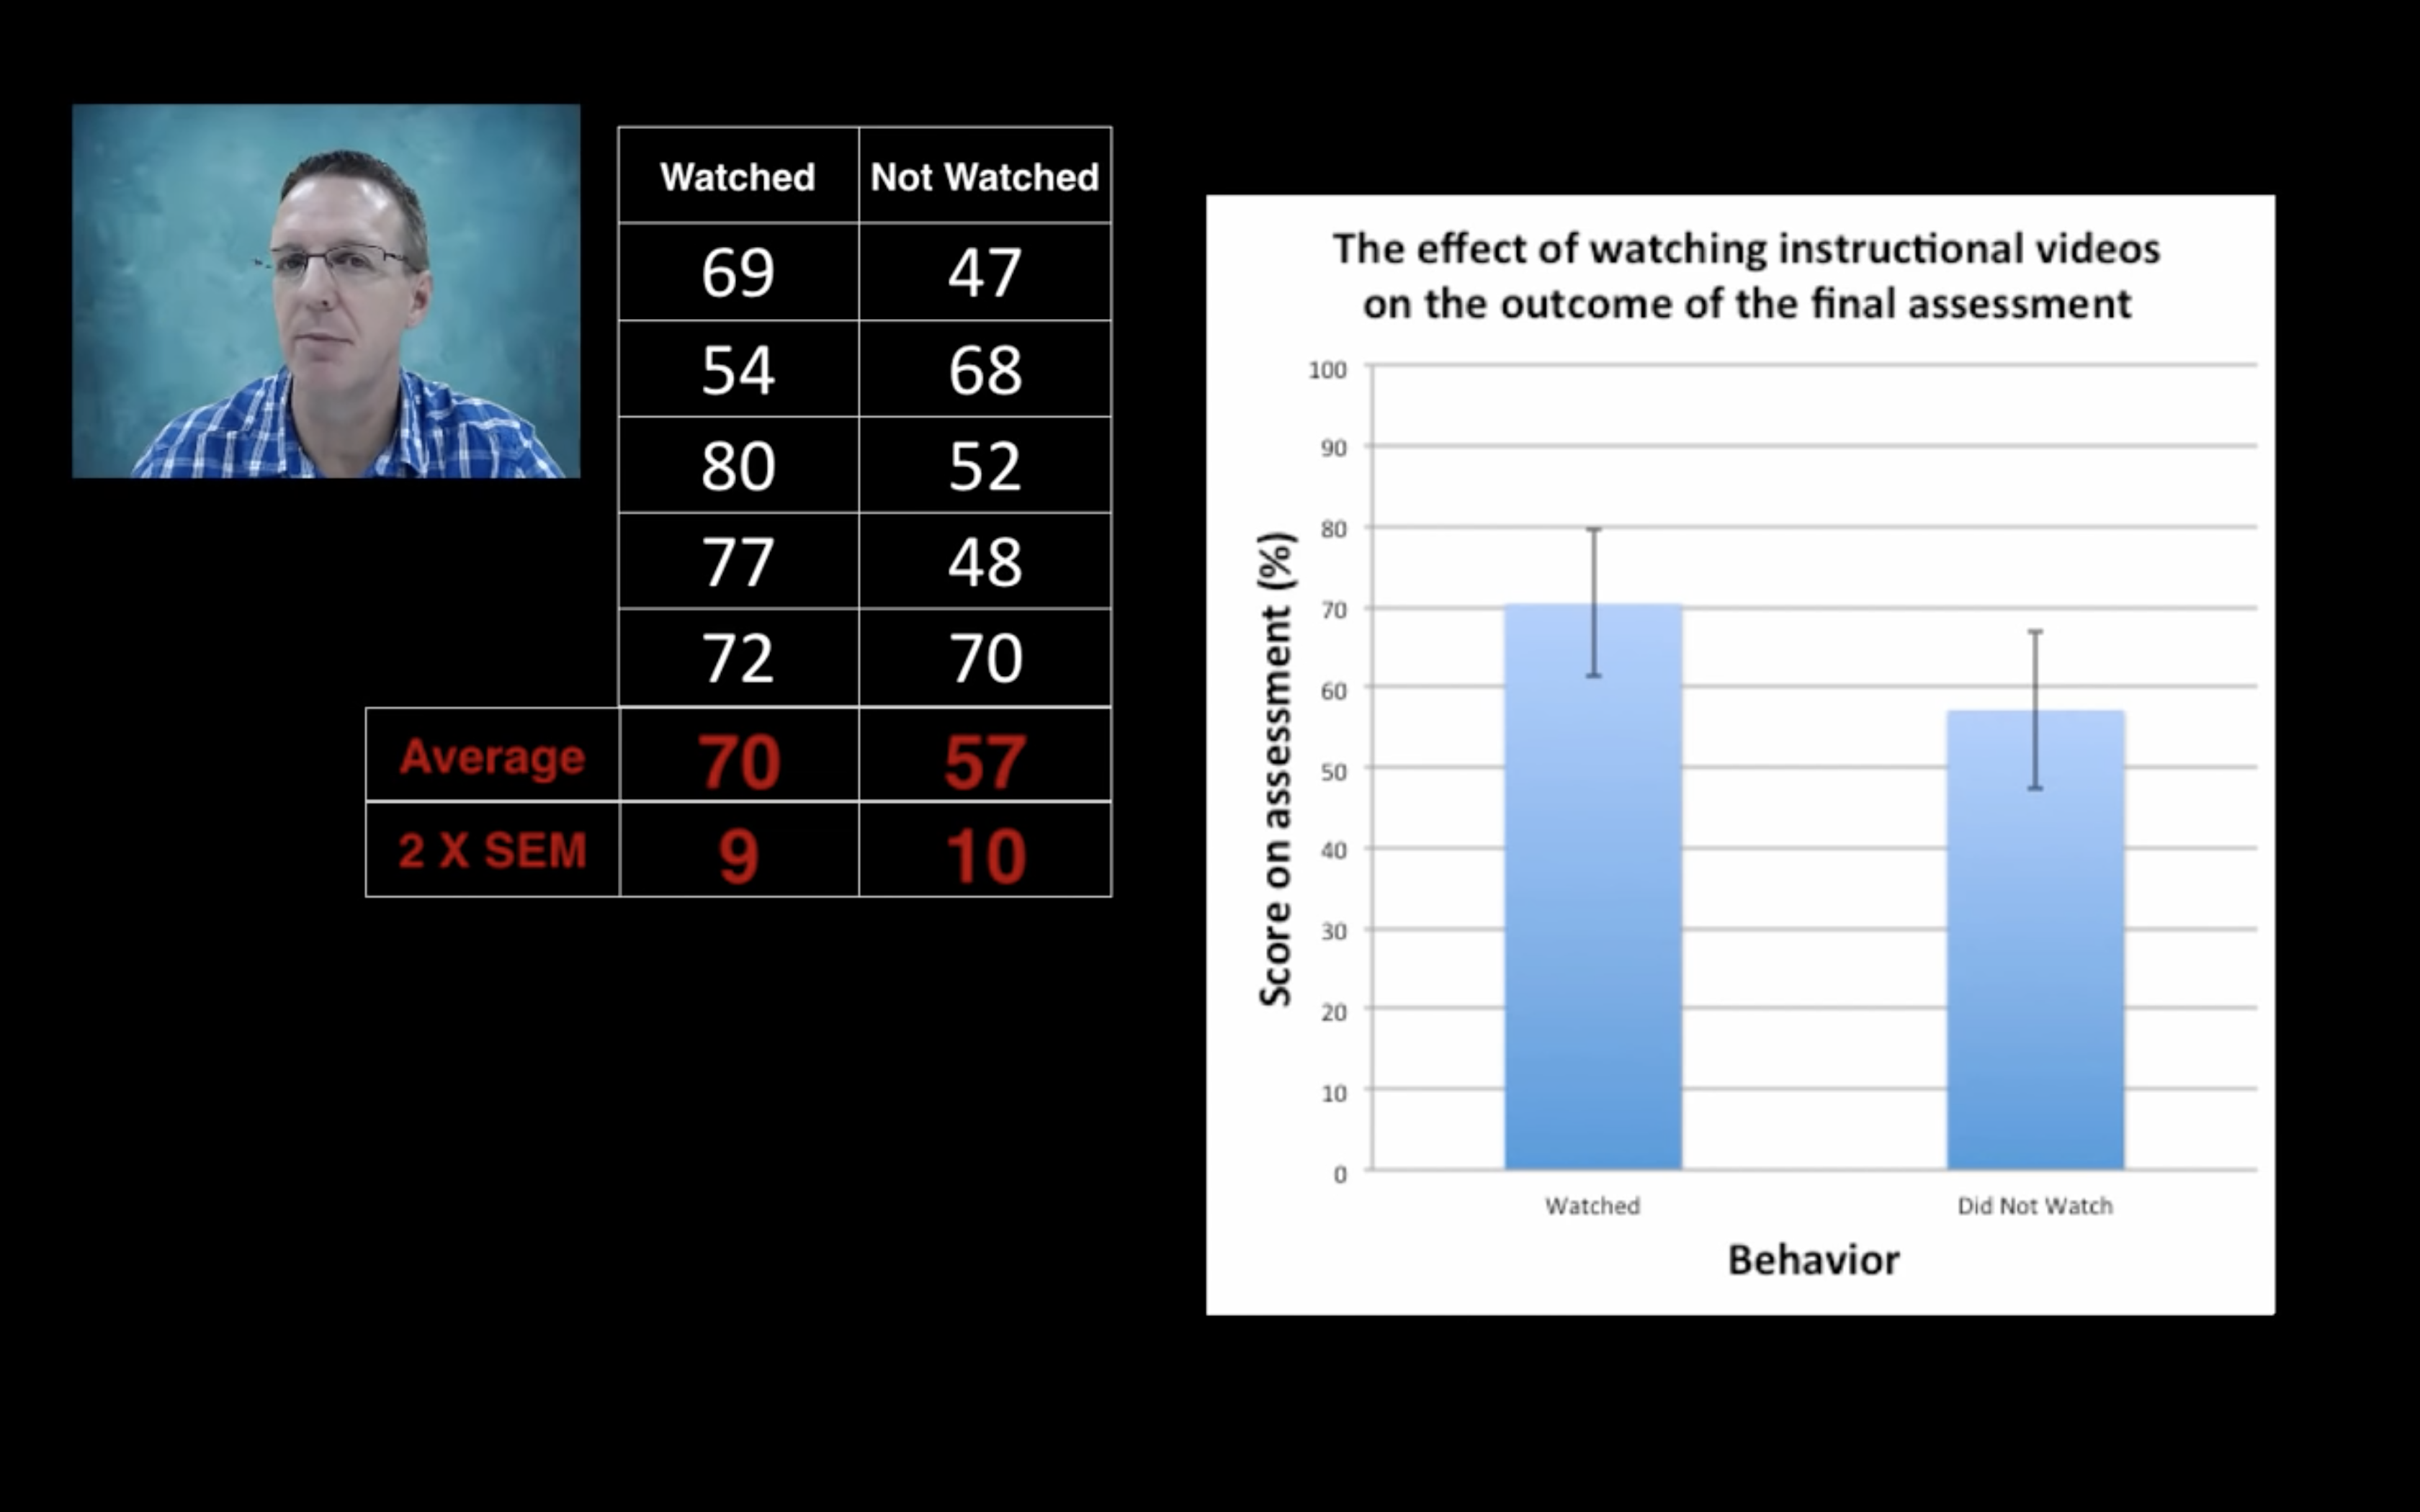 Watched Not Watched
69 47
54 68
80 52
77 48
72 70
Average 70 57
2 X SEM 9 10
The effect of watching instructional videos
on the outcome of the final assessment
Score on assessment (%)
100
90
80
70
60
50
40
30
20
10
0
Watched Did Not Watch
Behavior